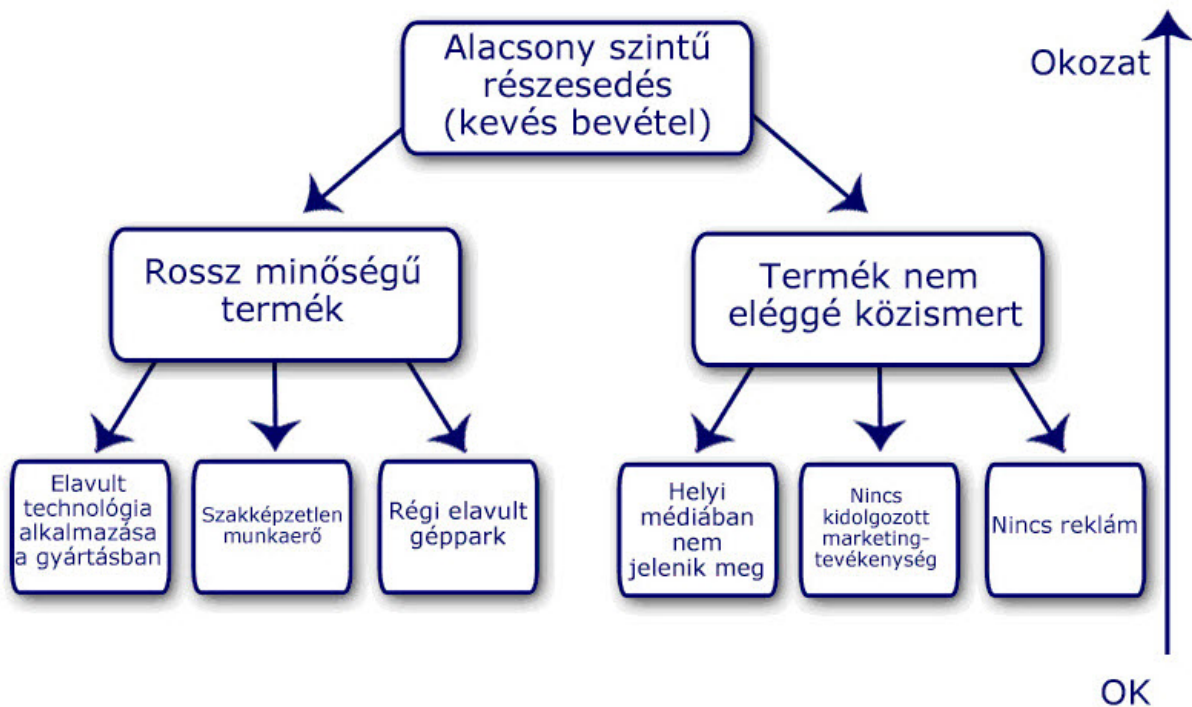 Alacsony szintű
részesedés
(kevés bevétel)
Okozat
Rossz minőségű
termék
Termék nem
eléggé közismert
Elavult
technológia
alkalmazása
a gyártásban
Szakképzetlen
munkaerő
Régi elavult
géppark
Helyi
médiában
nem
jelenik meg
Nincs
kidolgozott
marketing-
tevékenység
Nincs reklám
OK